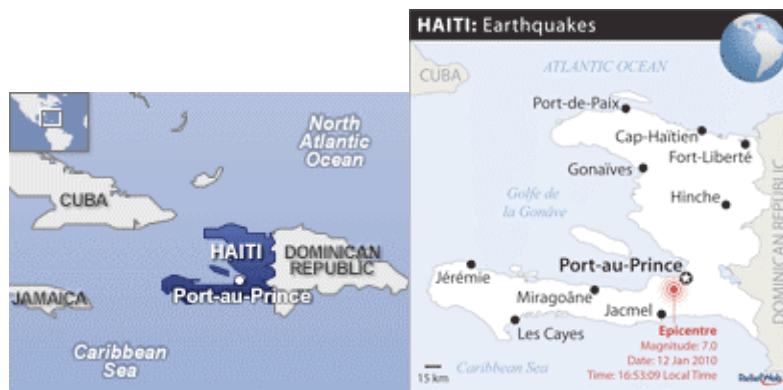 North
Atlantic
Ocean
CUBA
HAITI
DOMINICAN
REPUBLIC
JAMAICA
Port-au-Prince
Caribbean
Sea
HAITI: Earthquakes
CUBA
ATLANTIC OCEAN
Port-de-Paix
Cap-Haïtien
Fort-Liberté
Gonaïves
Hinche
Golfe de
la Gonâve
DOMINICAN REPUBLIC
Port-au-Prince
Jérémie
Miragoâne
Jacmel
Les Cayes
Epicentre
Magnitude: 7.0
Date: 12 Jan 2010
Time: 16:53:09 Local Time
Caribbean Sea
15 km